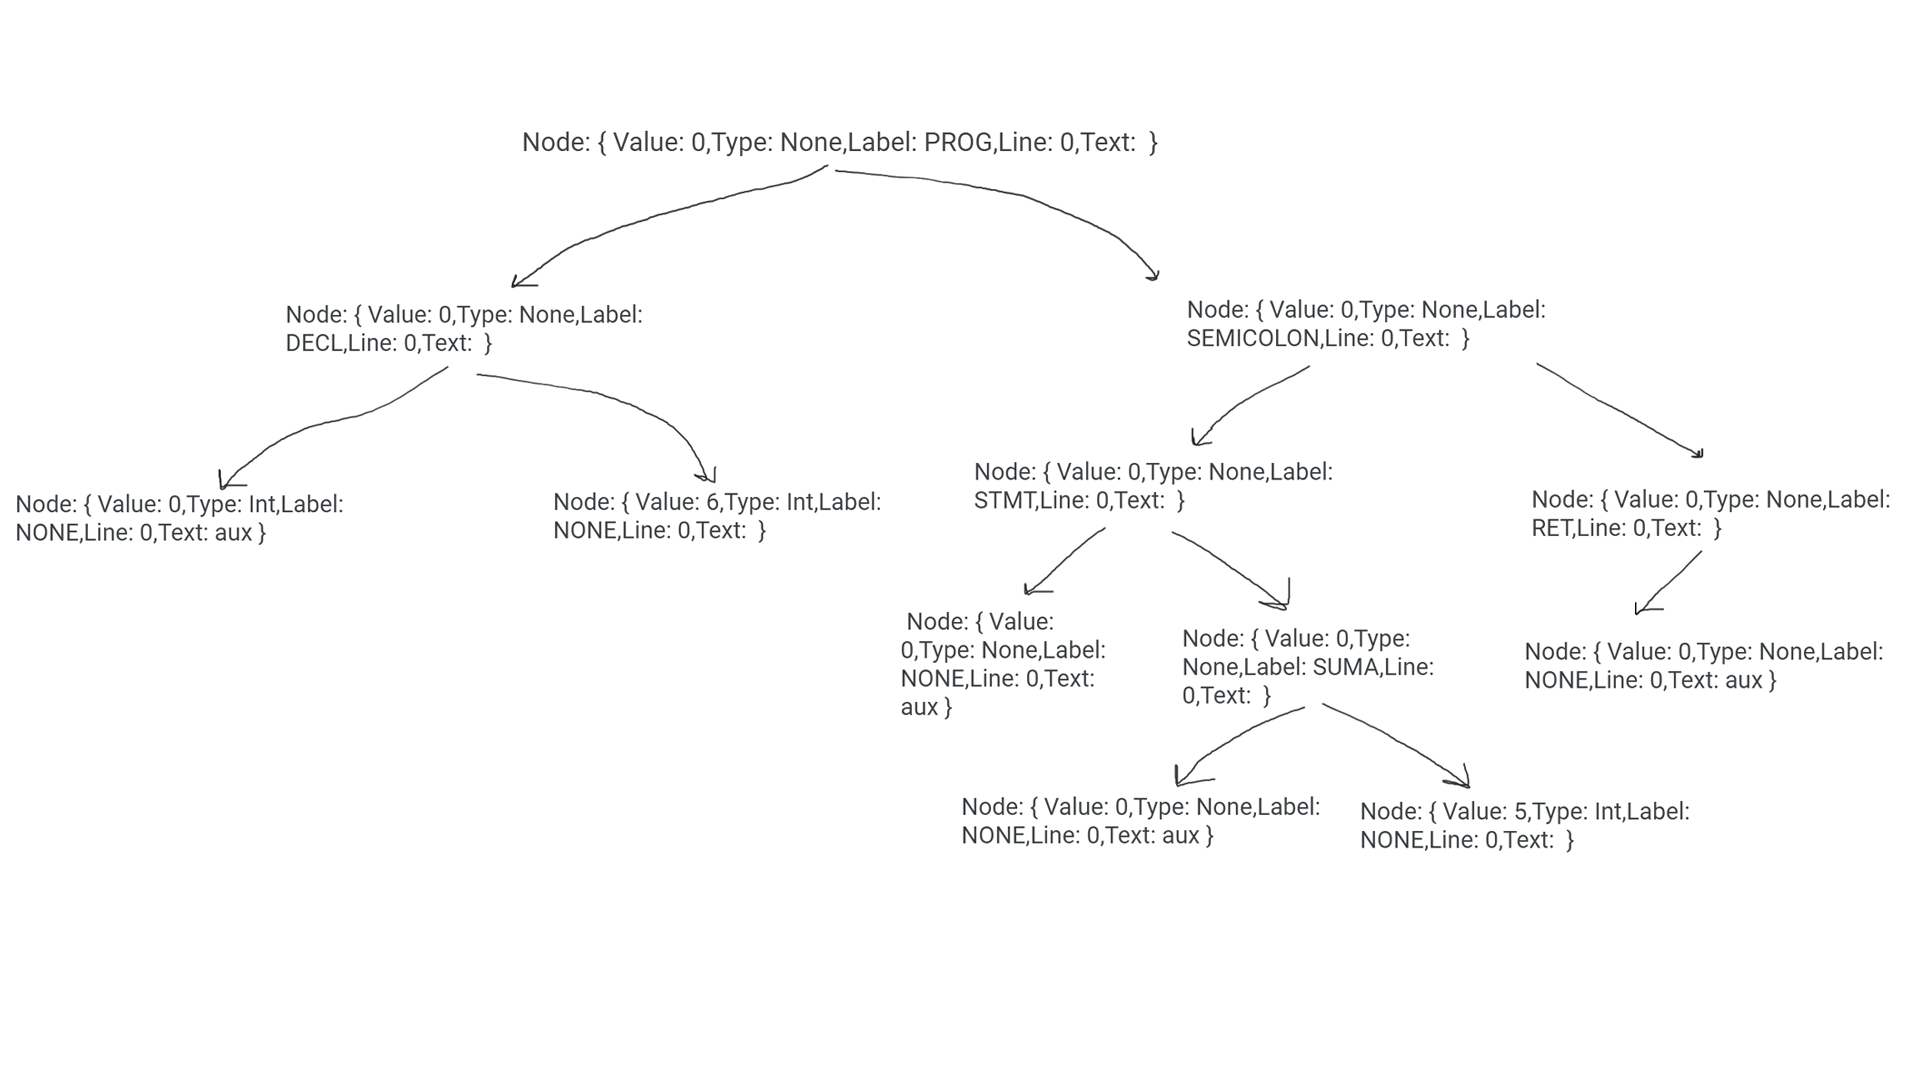 Node: { Value: 0,Type: None,Label: PROG,Line: 0,Text:  }
Node: { Value: 0,Type: None,Label:
DECL,Line: 0,Text:  }
Node: { Value: 0,Type: None,Label:
SEMICOLON,Line: 0,Text:  }
Node: { Value: 0,Type: Int,Label:
NONE,Line: 0,Text: aux }
Node: { Value: 6,Type: Int,Label:
NONE,Line: 0,Text:  }
Node: { Value: 0,Type: None,Label:
STMT,Line: 0,Text:  }
Node: { Value: 0,Type: None,Label:
RET,Line: 0,Text:  }
Node: { Value:
0,Type: None,Label:
NONE,Line: 0,Text:
aux }
Node: { Value: 0,Type:
None,Label: SUMA,Line:
0,Text:  }
Node: { Value: 0,Type: None,Label:
NONE,Line: 0,Text: aux }
Node: { Value: 0,Type: None,Label:
NONE,Line: 0,Text: aux }
Node: { Value: 5,Type: Int,Label:
NONE,Line: 0,Text:  }